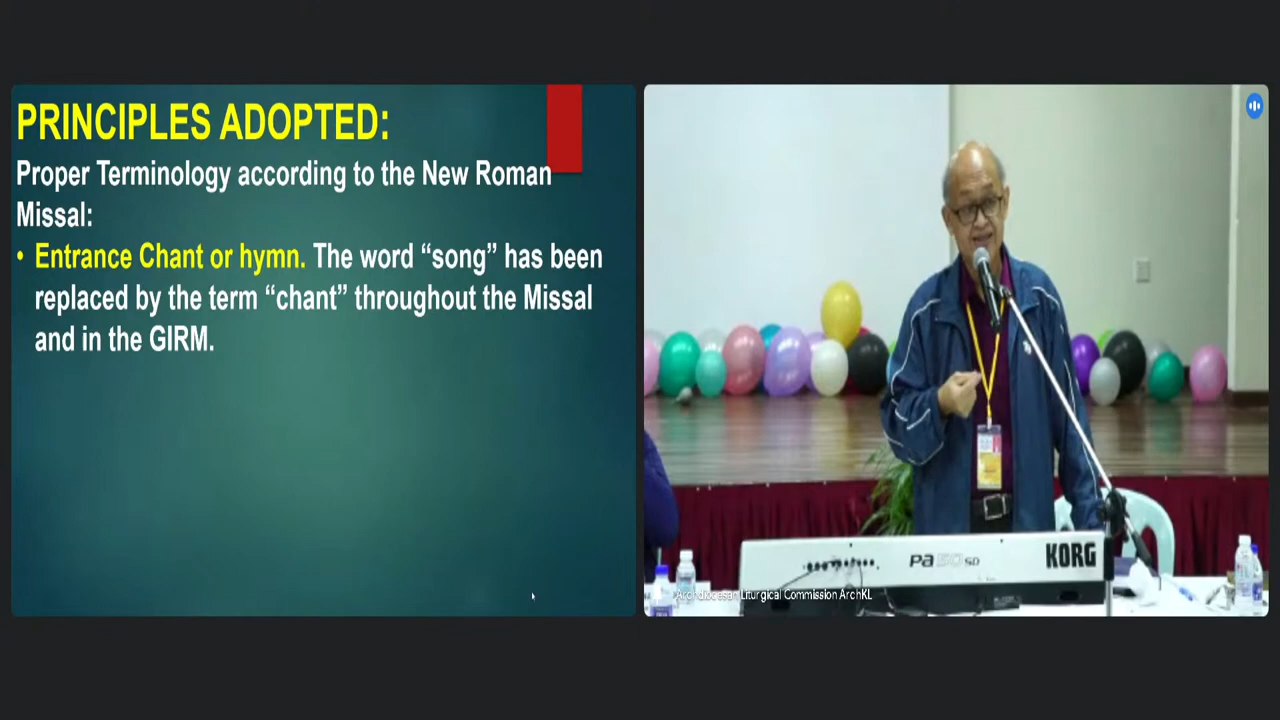 PRINCIPLES ADOPTED:
Proper Terminology according to the New Roman
Missal:
• Entrance Chant or hymn. The word “song” has been
replaced by the term “chant” throughout the Missal
and in the GIRM.
Pa 50 SD
KORG
Archdiocesan Liturgical Commission ArchKL